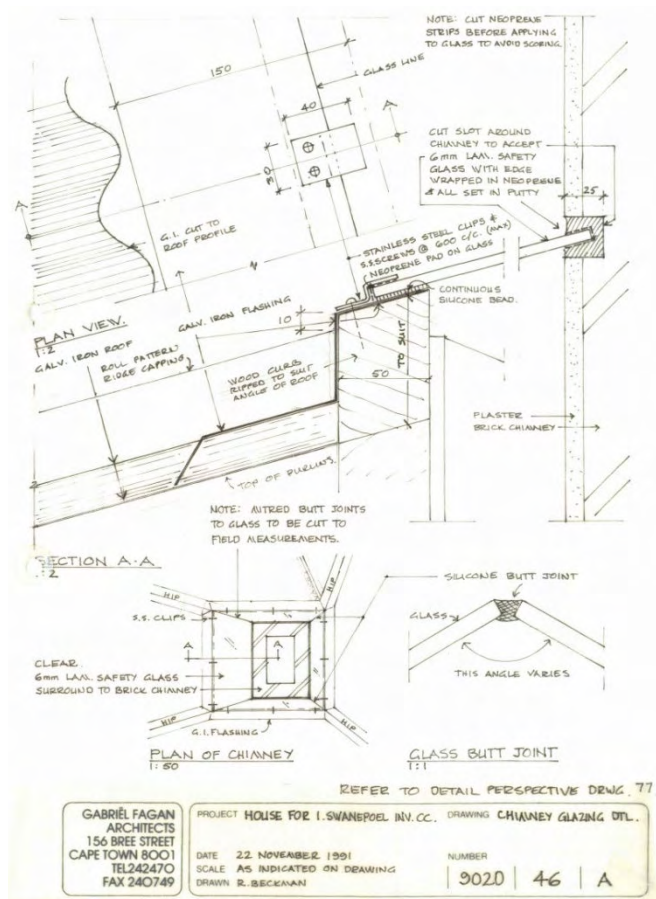 NOTE: CUT NEOPRENE
STRIPS BEFORE APPLYING
TO GLASS TO AVOID SCORING.
150
GLASS LINE
40
A
30
CUT SLOT AROUND
CHIMNEY TO ACCEPT
6mm LAM. SAFETY
GLASS WITH EDGE
WRAPPED IN NEOPRENE
& ALL SET IN PUTTY
25
A
G.I. CUT TO
ROOF PROFILE
STAINLESS STEEL CLIPS &
S.S. SCREWS @ 600 C/C. (MAX)
NEOPRENE PAD ON GLASS
CONTINUOUS
SILICONE BEAD.
PLAN VIEW.
1:2
GALV. IRON FLASHING
10
GALV. IRON ROOF
ROLL PATTERN
RIDGE CAPPING
TO SUIT
WOOD CURB
RIPPED TO SUIT
ANGLE OF ROOF
50
PLASTER
BRICK CHIMNEY
TOP OF PURLINS.
NOTE: MITRED BUTT JOINTS
TO GLASS TO BE CUT TO
FIELD MEASUREMENTS.
SECTION A-A
1:2
HIP
HIP
S.S. CLIPS
A
A
CLEAR.
6mm LAM. SAFETY GLASS
SURROUND TO BRICK CHIMNEY
HIP
HIP
G.I. FLASHING
PLAN OF CHIMNEY
1:50
SILICONE BUTT JOINT
GLASS
THIS ANGLE VARIES
GLASS BUTT JOINT
1:1
REFER TO DETAIL PERSPECTIVE DRWG. 77
GABRIËL FAGAN
ARCHITECTS
156 BREE STREET
CAPE TOWN 8001
TEL242470
FAX 240749
PROJECT HOUSE FOR I. SWANEPOEL INV. CC. DRAWING CHIMNEY GLAZING DTL.
DATE 22 NOVEMBER 1991
SCALE AS INDICATED ON DRAWING
DRAWN R. BECKMAN
NUMBER
9020 46 A